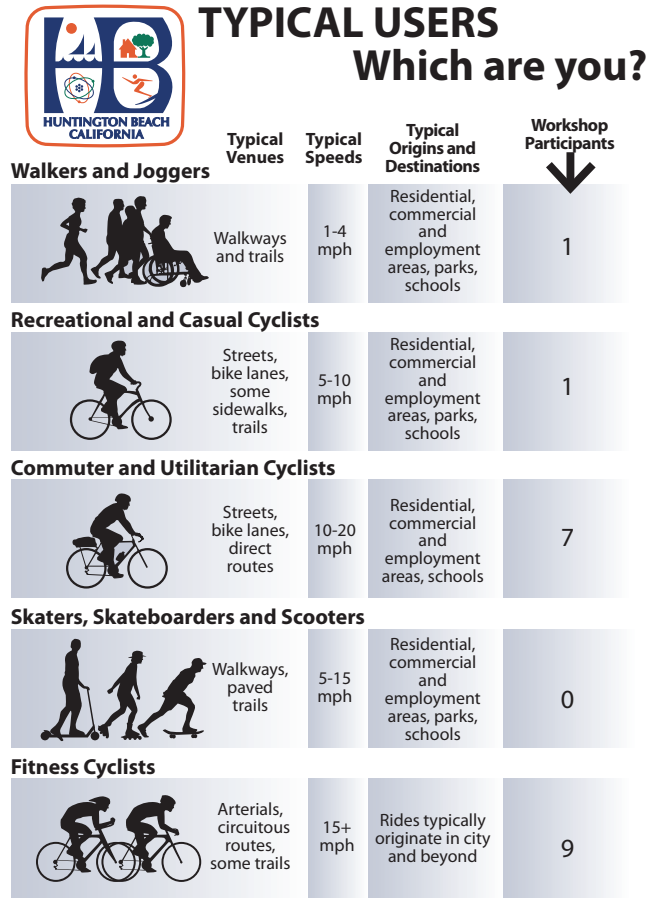 TYPICAL USERS
Which are you?
HUNTINGTON BEACH
CALIFORNIA
Typical
Venues
Typical
Speeds
Typical
Origins and
Destinations
Workshop
Participants
Walkers and Joggers
Walkways
and trails
1-4
mph
Residential,
commercial
and
employment
areas, parks,
schools
1
Recreational and Casual Cyclists
Streets,
bike lanes,
some
sidewalks,
trails
5-10
mph
Residential,
commercial
and
employment
areas, parks,
schools
1
Commuter and Utilitarian Cyclists
Streets,
bike lanes,
direct
routes
10-20
mph
Residential,
commercial
and
employment
areas, schools
7
Skaters, Skateboarders and Scooters
Walkways,
paved
trails
5-15
mph
Residential,
commercial
and
employment
areas, parks,
schools
0
Fitness Cyclists
Arterials,
circuitous
routes,
some trails
15+
mph
Rides typically
originate in city
and beyond
9